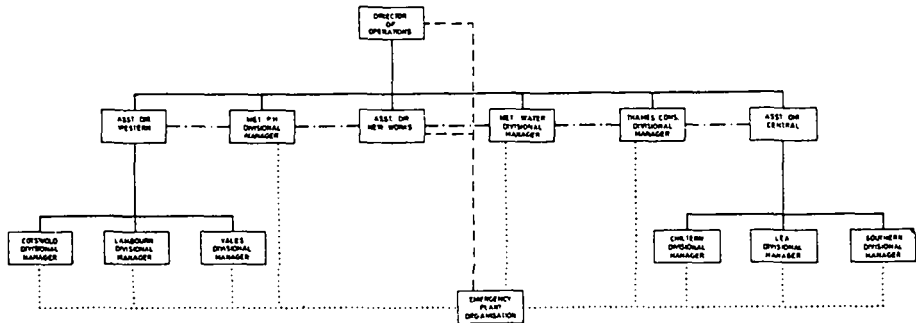 DIRECTOR
OF
OPERATIONS
ASST. DIR
WESTERN
MET. P.H.
DIVISIONAL
MANAGER
ASST. DIR
NEW WORKS
MET. WATER
DIVISIONAL
MANAGER
THAMES CONS.
DIVISIONAL
MANAGER
ASST. DIR
CENTRAL
COTSWOLD
DIVISIONAL
MANAGER
LAMBOURN
DIVISIONAL
MANAGER
VALES
DIVISIONAL
MANAGER
CHILTERN
DIVISIONAL
MANAGER
LEA
DIVISIONAL
MANAGER
SOUTHERN
DIVISIONAL
MANAGER
EMERGENCY
PLANT
ORGANISATION